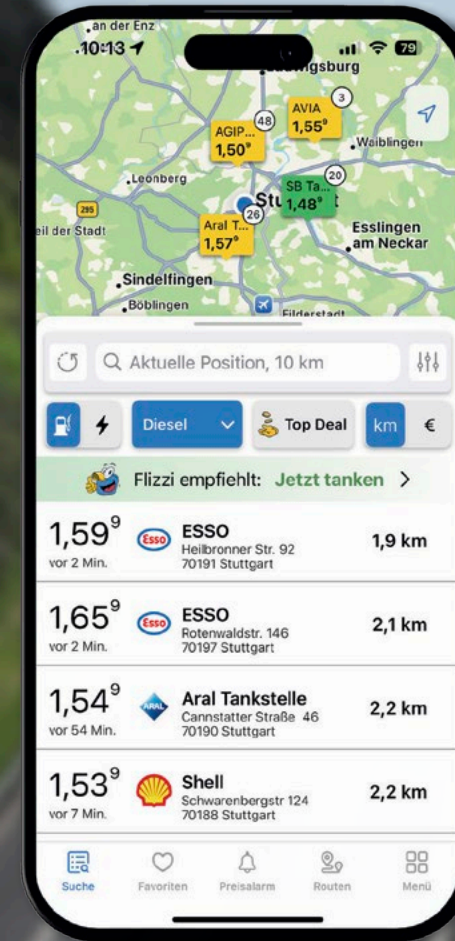 an der Enz
10:13
79
gsburg
3
AVIA
1,55⁹
48
AGIP...
1,50⁹
Waiblingen
Leonberg
20
SB Ta...
1,48⁹
Stu
t
295
26
Aral T...
1,57⁹
eil der Stadt
Esslingen
am Neckar
Sindelfingen
Böblingen
Filderstadt
Aktuelle Position, 10 km
Diesel
Top Deal
km
€
Flizzi empfiehlt: Jetzt tanken >
1,59⁹
vor 2 Min.
Esso
ESSO
Heilbronner Str. 92
70191 Stuttgart
1,9 km
1,65⁹
vor 2 Min.
Esso
ESSO
Rotenwaldstr. 146
70197 Stuttgart
2,1 km
1,54⁹
vor 54 Min.
ARAL
Aral Tankstelle
Cannstatter Straße 46
70190 Stuttgart
2,2 km
1,53⁹
vor 7 Min.
Shell
Schwarenbergstr 124
70188 Stuttgart
2,2 km
Suche
Favoriten
Preisalarm
Routen
Menü